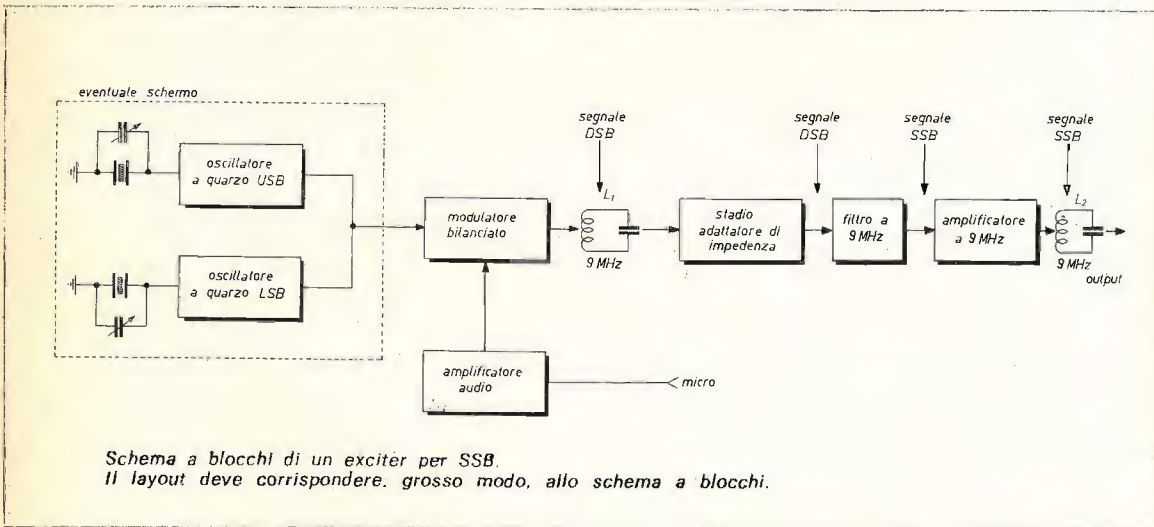 eventuale schermo
oscillatore
a quarzo USB
oscillatore
a quarzo LSB
modulatore
bilanciato
amplificatore
audio
micro
segnale
DSB
L1
9 MHz
stadio
adattatore di
impedenza
segnale
DSB
filtro a
9 MHz
segnale
SSB
amplificatore
a 9 MHz
segnale
SSB
L2
9 MHz
output
Schema a blocchi di un exciter per SSB.
Il layout deve corrispondere. grosso modo, allo schema a blocchi.